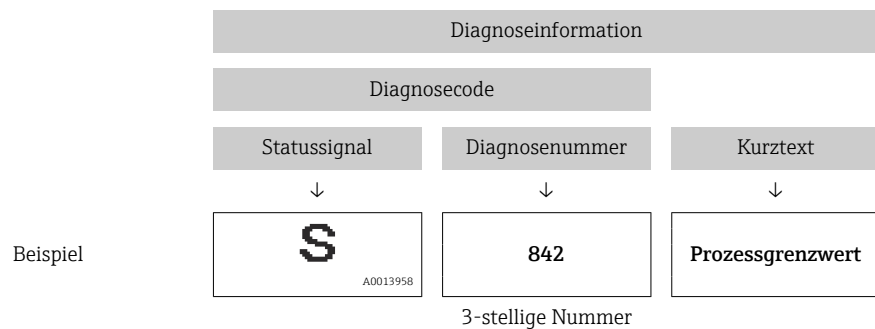 Diagnoseinformation
Diagnosecode
Statussignal Diagnosenummer Kurztext
↓ ↓ ↓
Beispiel S 842 Prozessgrenzwert
A0013958
3-stellige Nummer